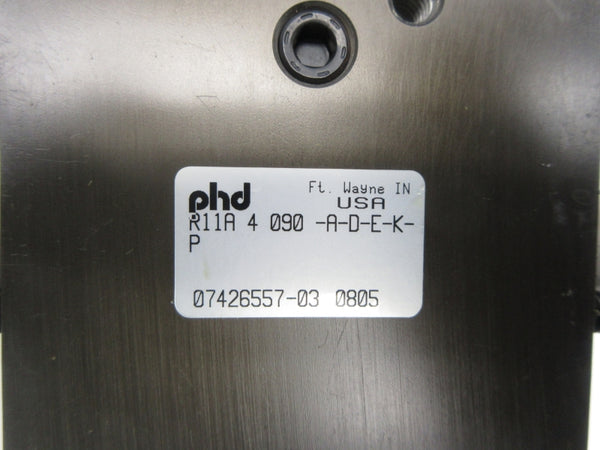 phd Ft. Wayne IN
USA
R11A 4 090 -A-D-E-K-
P
07426557-03 0805